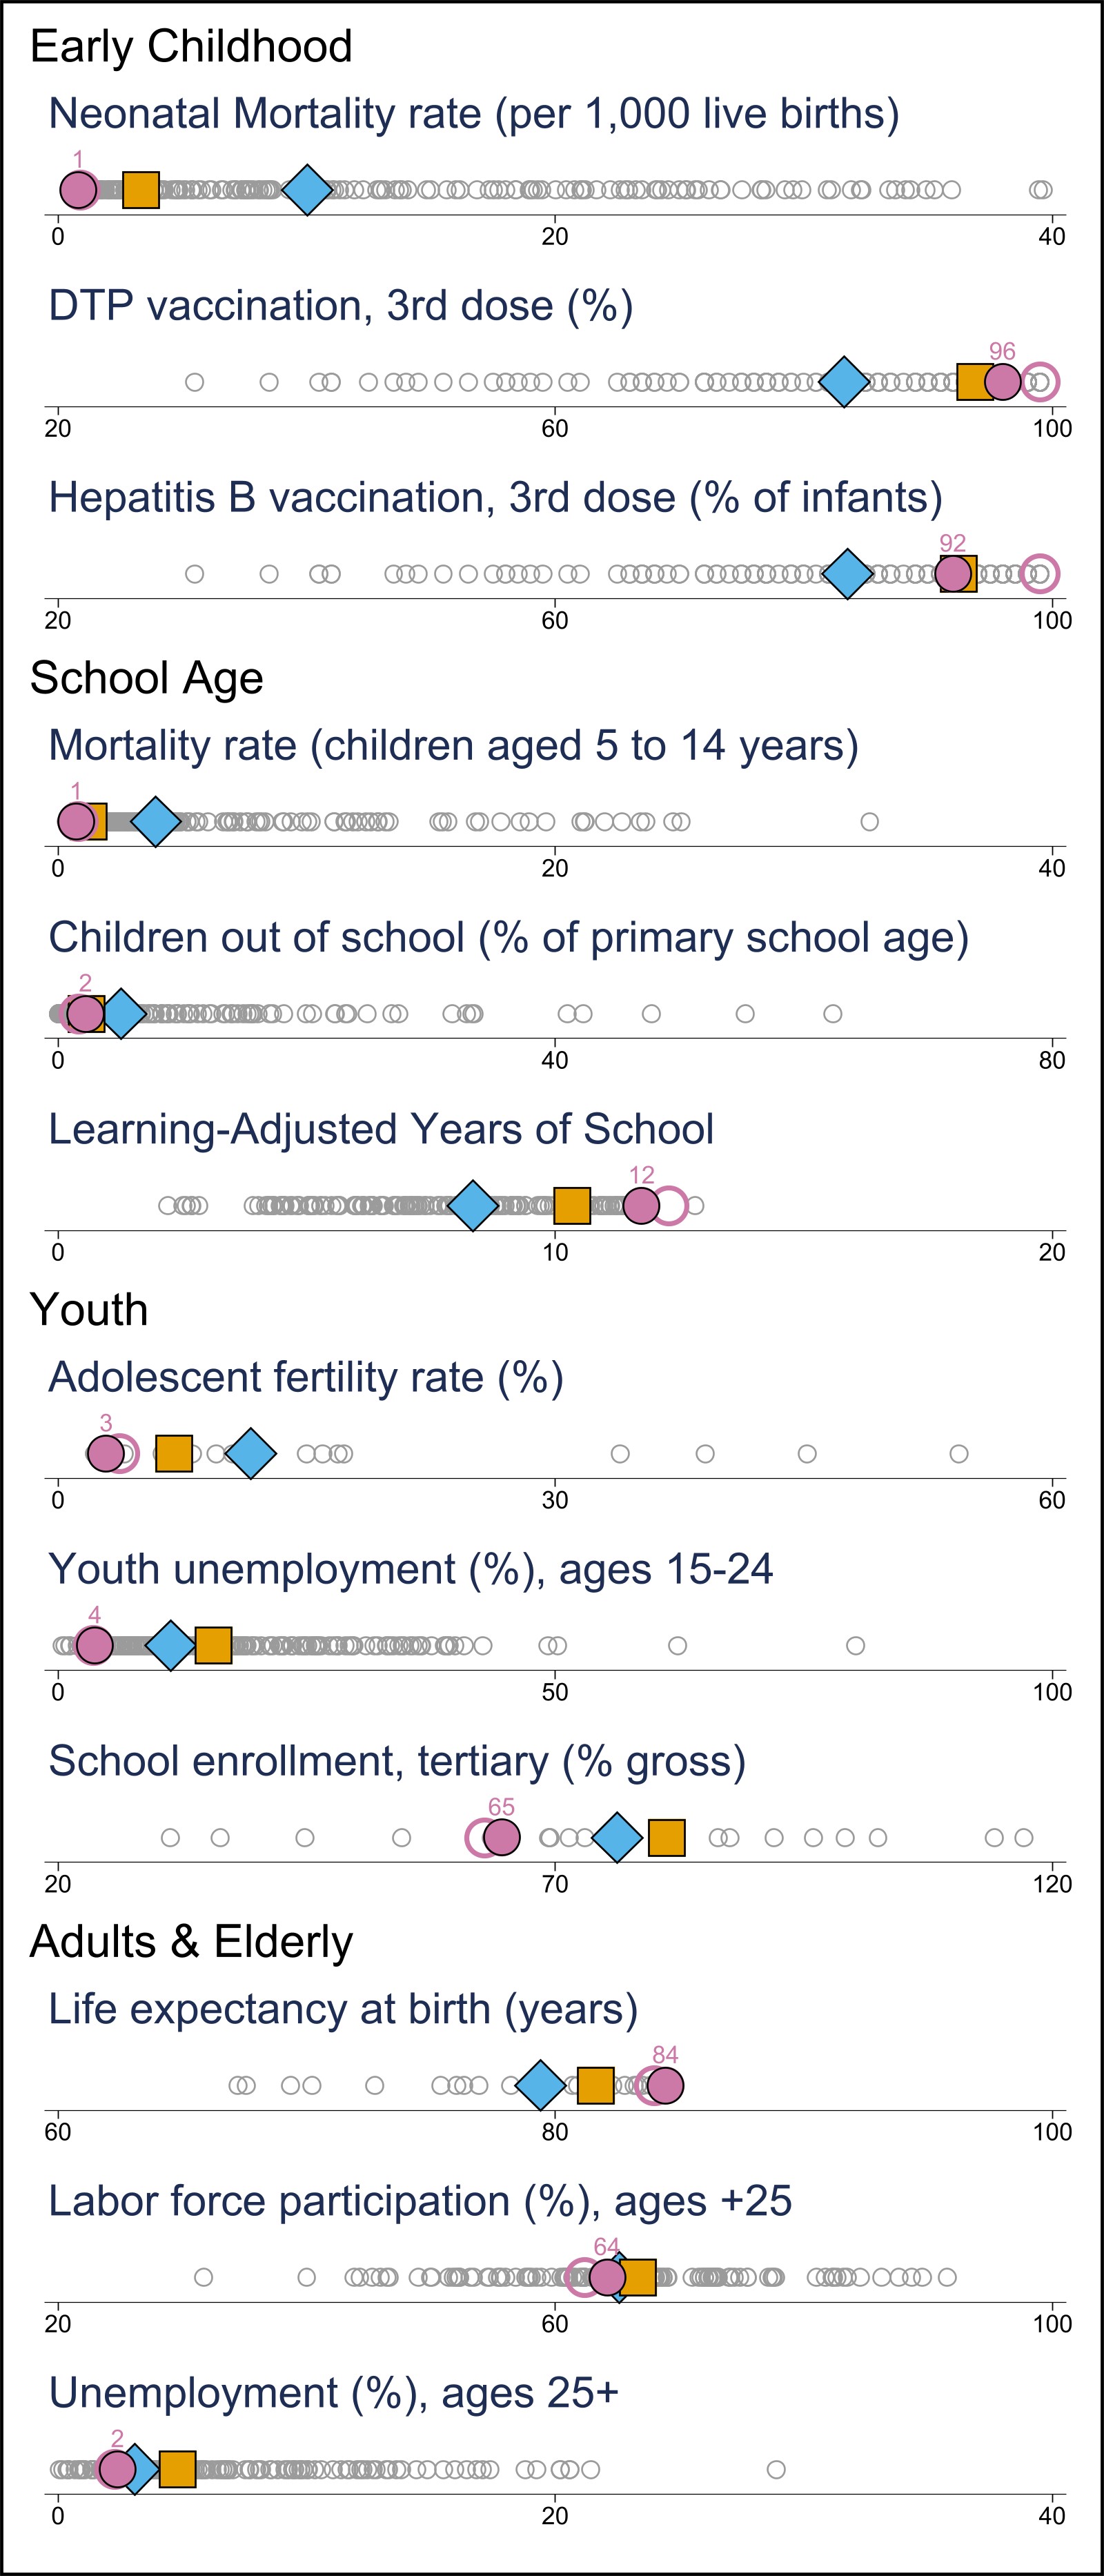 Early Childhood
Neonatal Mortality rate (per 1,000 live births)
1
0 20 40
DTP vaccination, 3rd dose (%)
96
20 60 100
Hepatitis B vaccination, 3rd dose (% of infants)
92
20 60 100
School Age
Mortality rate (children aged 5 to 14 years)
1
0 20 40
Children out of school (% of primary school age)
2
0 40 80
Learning-Adjusted Years of School
12
0 10 20
Youth
Adolescent fertility rate (%)
3
0 30 60
Youth unemployment (%), ages 15-24
4
0 50 100
School enrollment, tertiary (% gross)
65
20 70 120
Adults & Elderly
Life expectancy at birth (years)
84
60 80 100
Labor force participation (%), ages +25
64
20 60 100
Unemployment (%), ages 25+
2
0 20 40